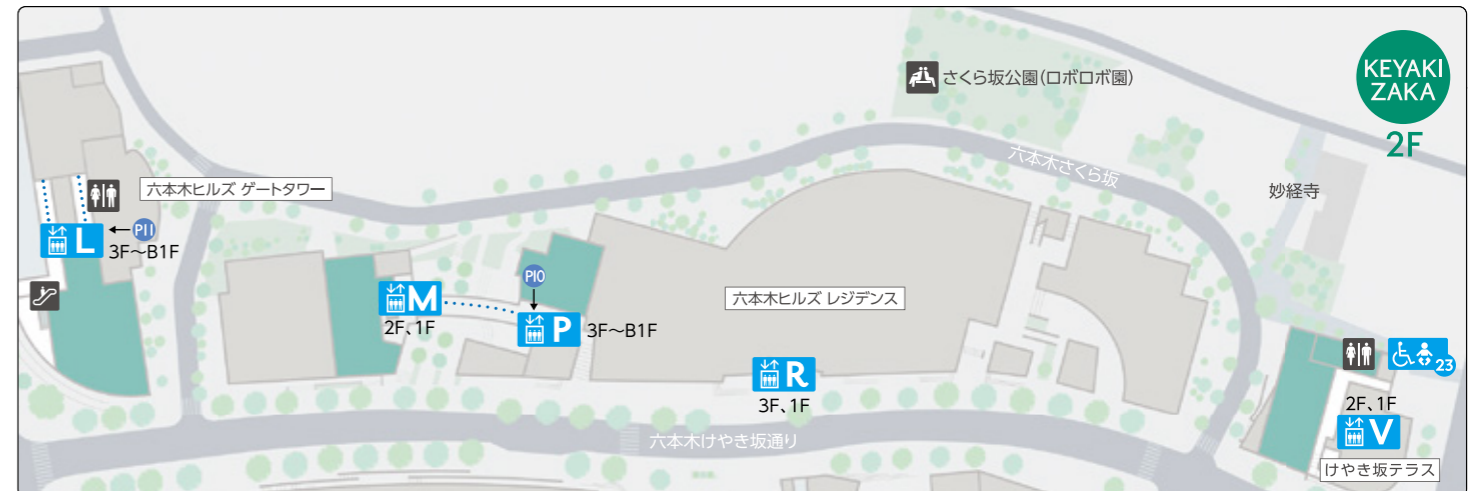 KEYAKI
ZAKA
2F
さくら坂公園(ロボロボ園)
六本木さくら坂
妙経寺
六本木ヒルズ ゲートタワー
L
P11
3F〜B1F
M
2F、1F
P10
P
3F〜B1F
六本木ヒルズ レジデンス
R
3F、1F
23
2F、1F
V
けやき坂テラス
六本木けやき坂通り